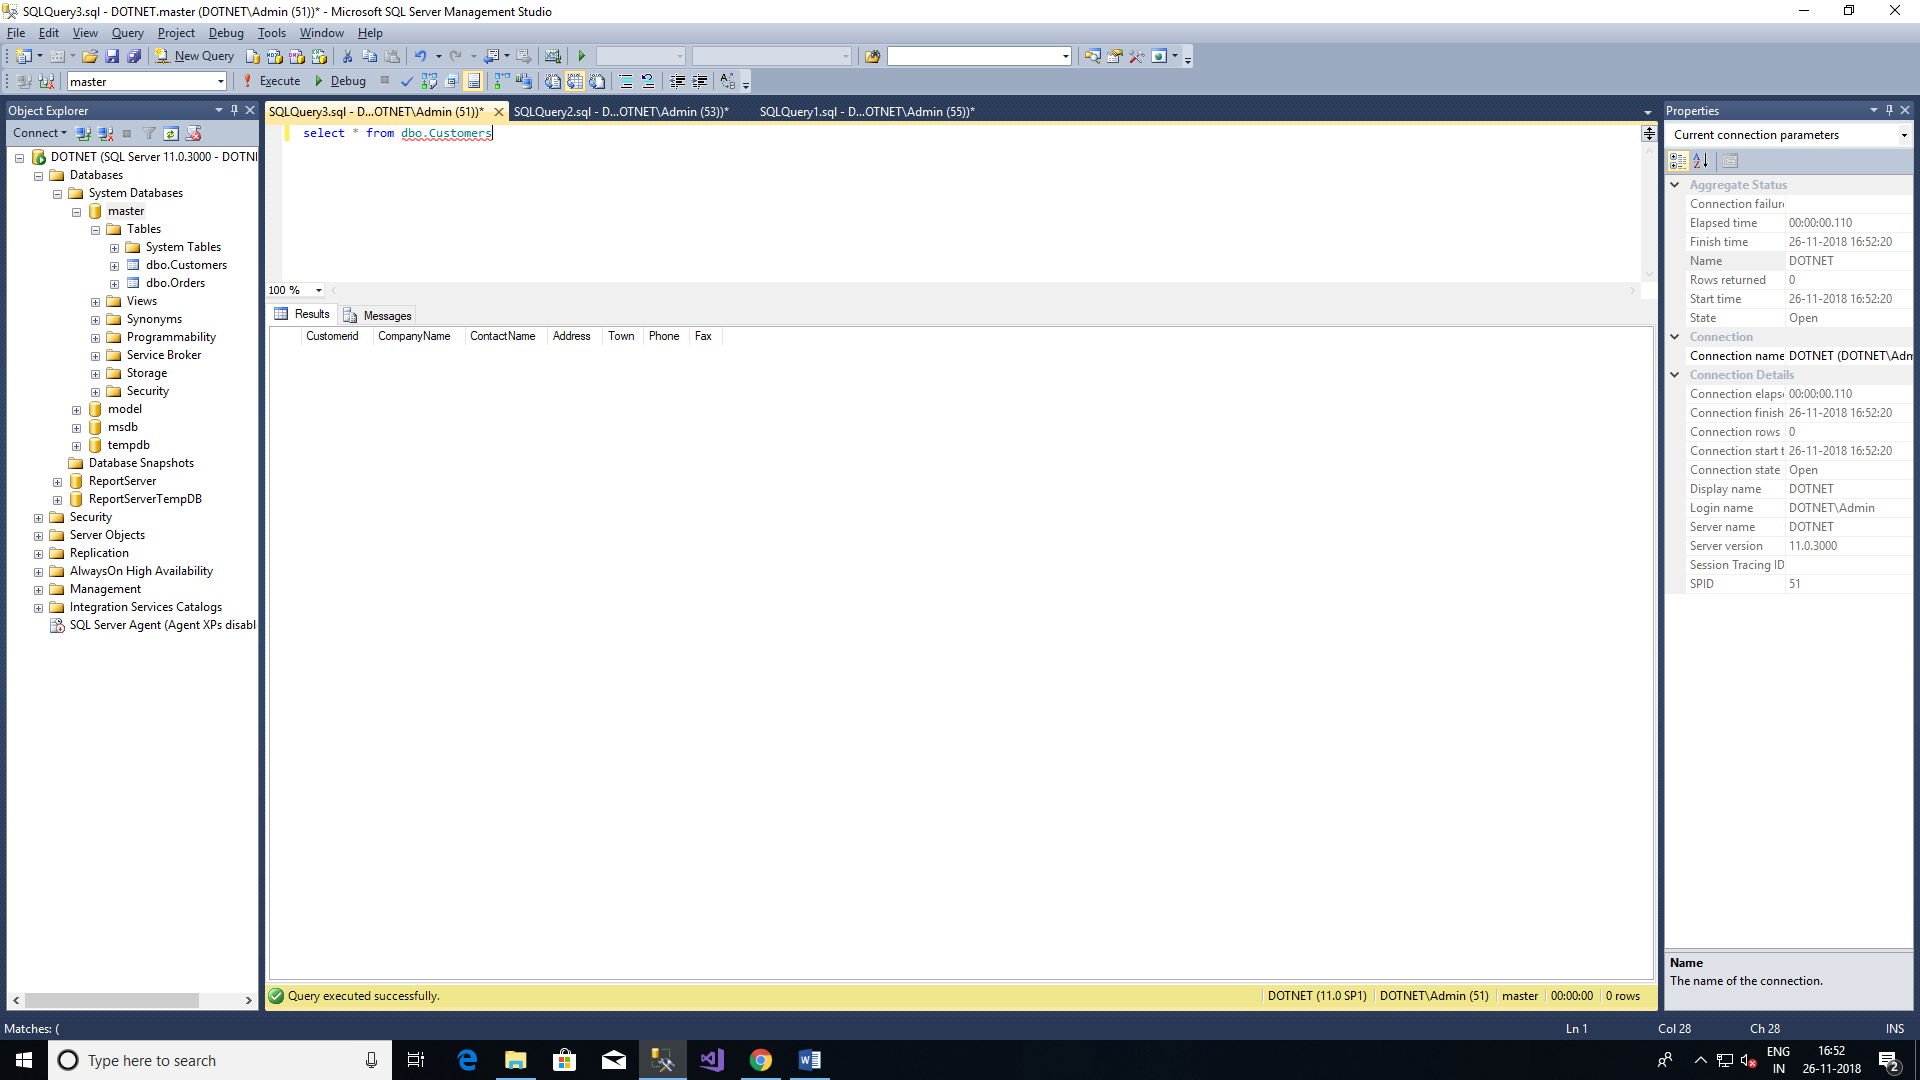 SQLQuery3.sql - DOTNET.master (DOTNET\Admin (51))* - Microsoft SQL Server Management Studio
File Edit View Query Project Debug Tools Window Help
New Query
master Execute Debug
Object Explorer
Connect
DOTNET (SQL Server 11.0.3000 - DOTNI
Databases
System Databases
master
Tables
System Tables
dbo.Customers
dbo.Orders
Views
Synonyms
Programmability
Service Broker
Storage
Security
model
msdb
tempdb
Database Snapshots
ReportServer
ReportServerTempDB
Security
Server Objects
Replication
AlwaysOn High Availability
Management
Integration Services Catalogs
SQL Server Agent (Agent XPs disabl
SQLQuery3.sql - D...OTNET\Admin (51))* SQLQuery2.sql - D...OTNET\Admin (53))* SQLQuery1.sql - D...OTNET\Admin (55))*
select * from dbo.Customers
100 %
Results Messages
Customerid CompanyName ContactName Address Town Phone Fax
Query executed successfully. DOTNET (11.0 SP1) DOTNET\Admin (51) master 00:00:00 0 rows
Properties
Current connection parameters
Aggregate Status
Connection failure
Elapsed time 00:00:00.110
Finish time 26-11-2018 16:52:20
Name DOTNET
Rows returned 0
Start time 26-11-2018 16:52:20
State Open
Connection
Connection name DOTNET (DOTNET\Adm
Connection Details
Connection elapse 00:00:00.110
Connection finish 26-11-2018 16:52:20
Connection rows 0
Connection start t 26-11-2018 16:52:20
Connection state Open
Display name DOTNET
Login name DOTNET\Admin
Server name DOTNET
Server version 11.0.3000
Session Tracing ID
SPID 51
Name
The name of the connection.
Matches: ( Ln 1 Col 28 Ch 28 INS
Type here to search
ENG
IN
16:52
26-11-2018
2